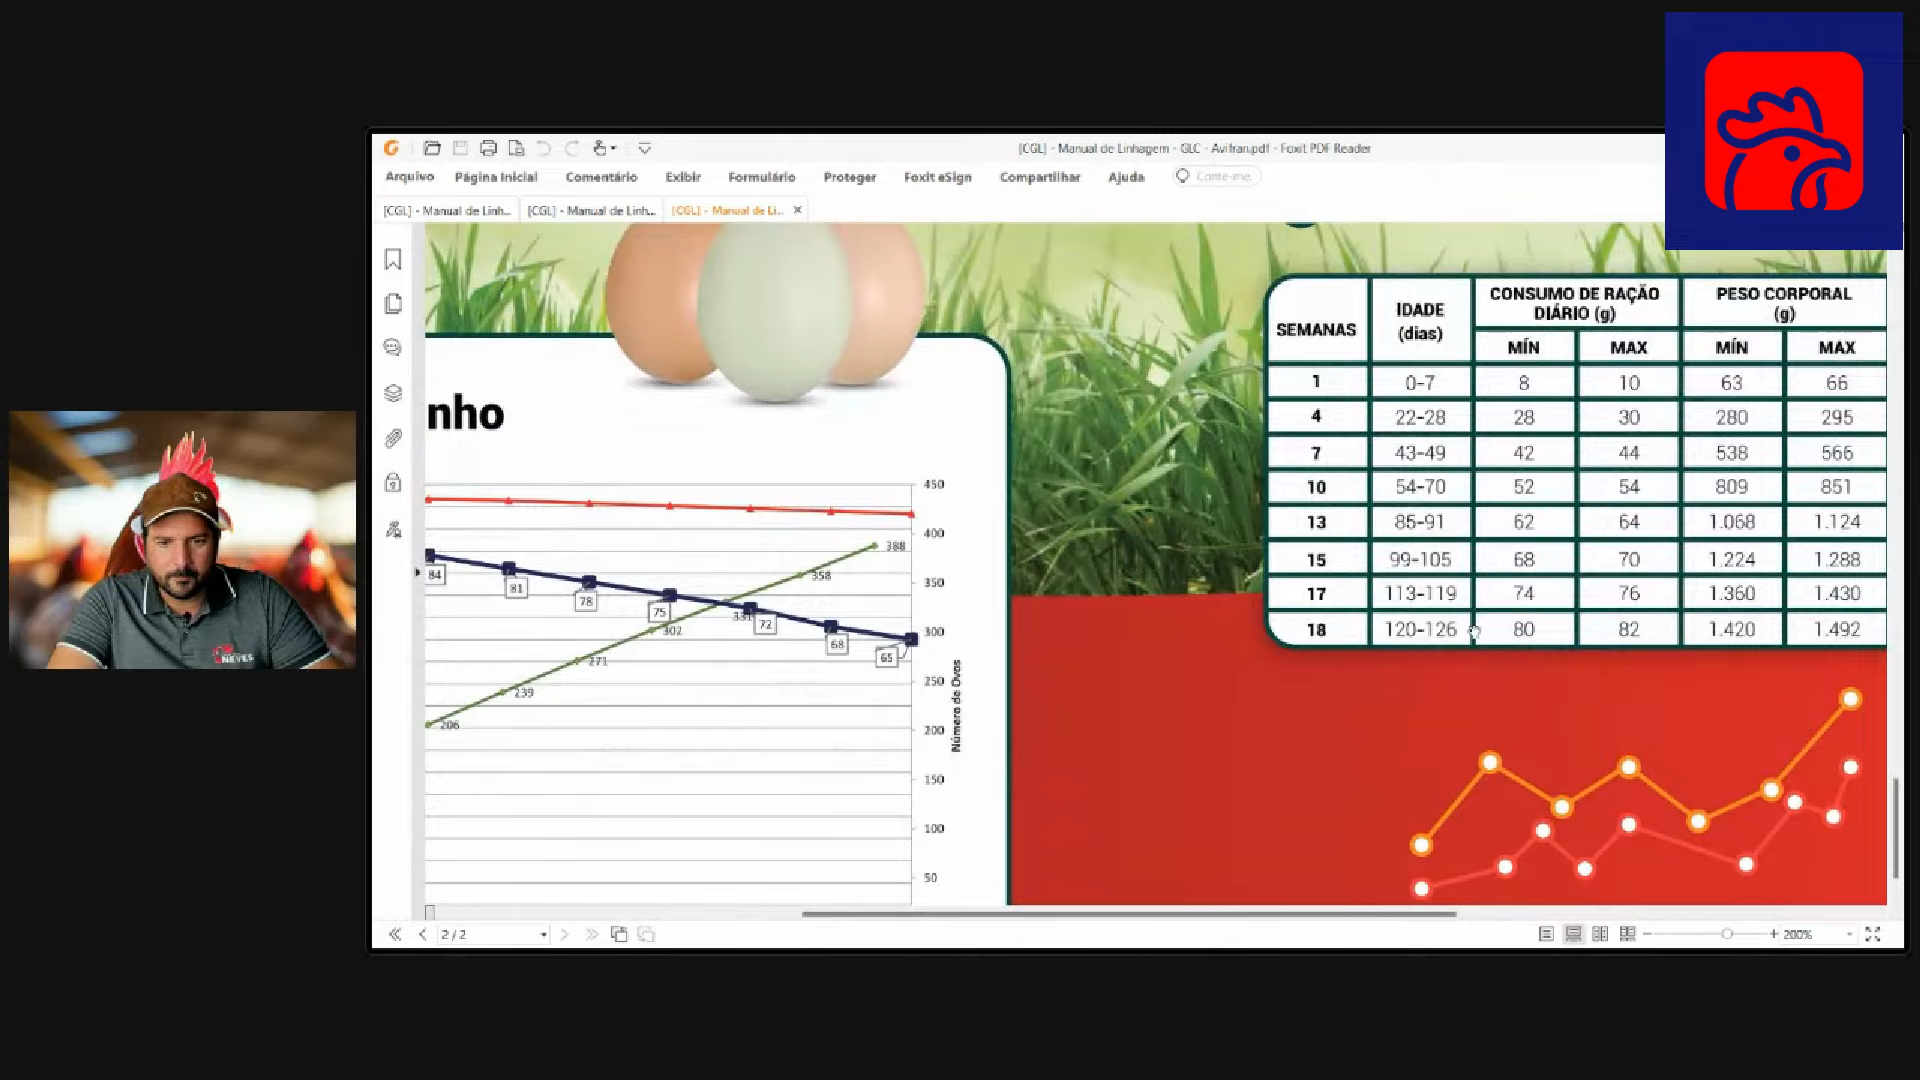 [CGL] - Manual de Linhagem - GLC - Avifran.pdf - Foxit PDF Reader
Arquivo Página Inicial Comentário Exibir Formulário Proteger Foxit eSign Compartilhar Ajuda Conte-me.
[CGL] - Manual de Linh... [CGL] - Manual de Linh... [CGL] - Manual de Li... ×
nho
450
400
350
300
250
200
150
100
50
Número de Ovos
84
81
78
75
72
68
65
206
239
271
302
331
358
388
SEMANAS IDADE (dias) CONSUMO DE RAÇÃO DIÁRIO (g) PESO CORPORAL (g)
MÍN MAX MÍN MAX
1 0-7 8 10 63 66
4 22-28 28 30 280 295
7 43-49 42 44 538 566
10 54-70 52 54 809 851
13 85-91 62 64 1.068 1.124
15 99-105 68 70 1.224 1.288
17 113-119 74 76 1.360 1.430
18 120-126 80 82 1.420 1.492
NEVES
2 / 2
200%